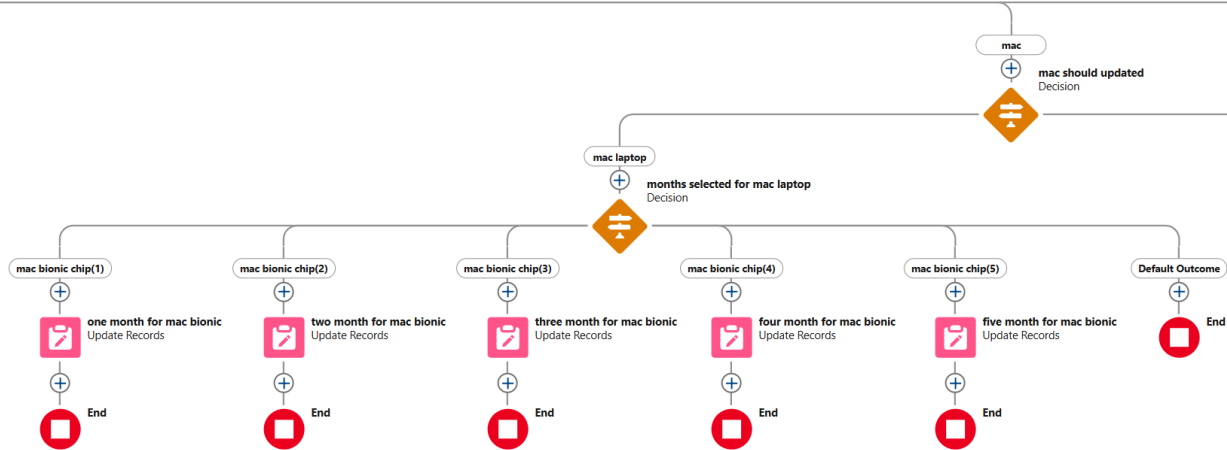 mac
mac should updated
Decision
mac laptop
months selected for mac laptop
Decision
mac bionic chip(1)
mac bionic chip(2)
mac bionic chip(3)
mac bionic chip(4)
mac bionic chip(5)
Default Outcome
one month for mac bionic
Update Records
two month for mac bionic
Update Records
three month for mac bionic
Update Records
four month for mac bionic
Update Records
five month for mac bionic
Update Records
End
End
End
End
End
End